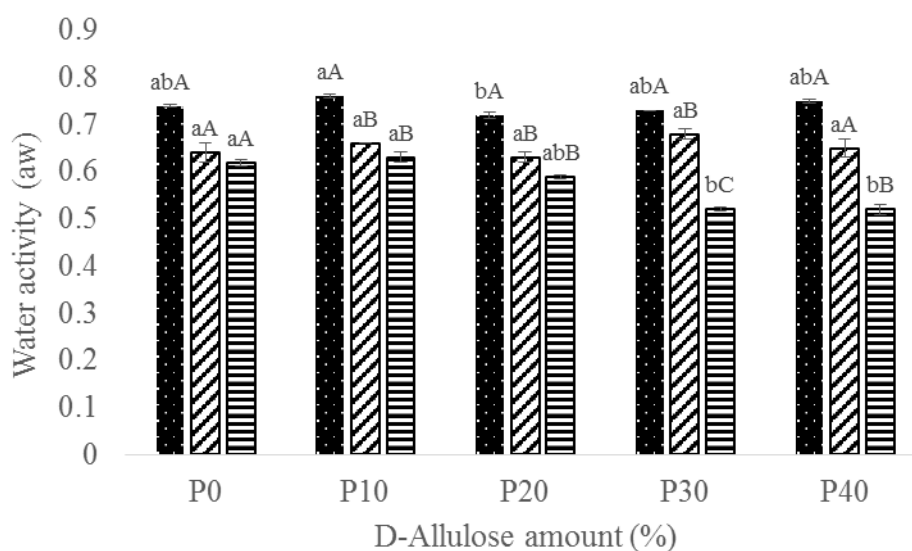 0.9
0.8
0.7
0.6
0.5
0.4
0.3
0.2
0.1
0
Water activity (aw)
abA aA aA
aA aB aB
bA aB abB
abA aB bC
abA aA bB
P0 P10 P20 P30 P40
D-Allulose amount (%)